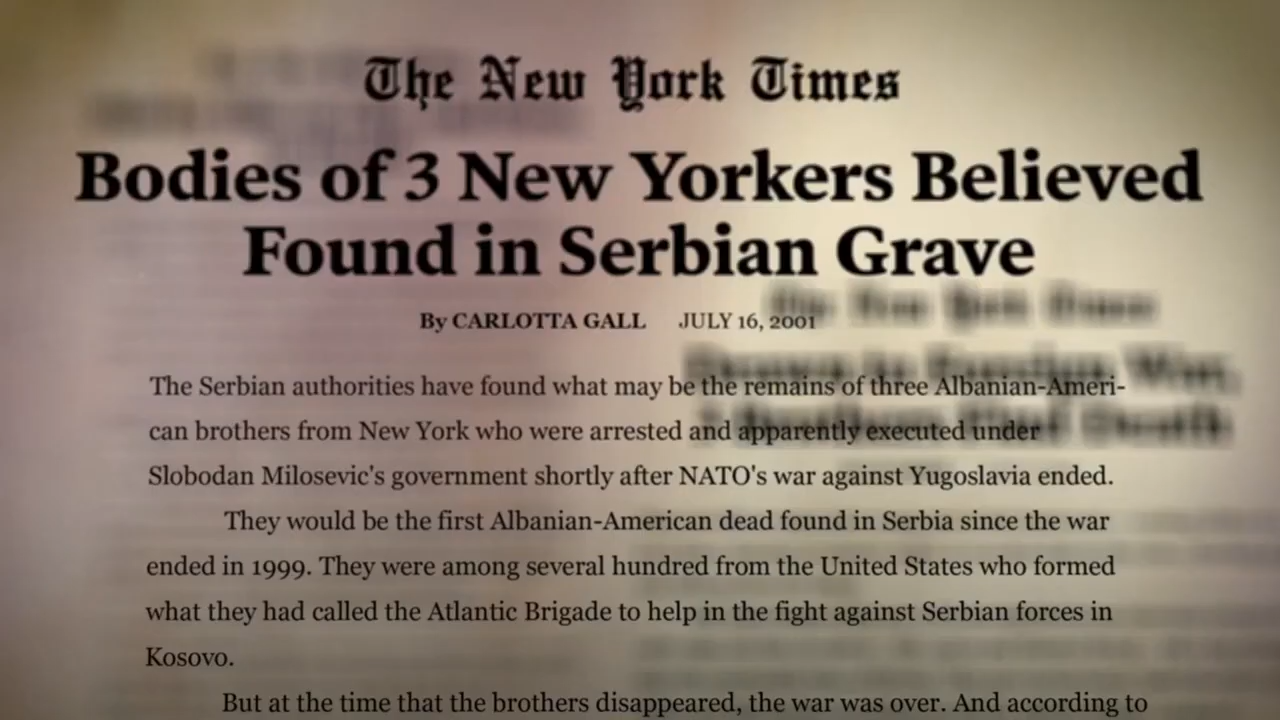 The New York Times
Bodies of 3 New Yorkers Believed
Found in Serbian Grave
By CARLOTTA GALL JULY 16, 2001
The Serbian authorities have found what may be the remains of three Albanian-Ameri-
can brothers from New York who were arrested and apparently executed under
Slobodan Milosevic's government shortly after NATO's war against Yugoslavia ended.
They would be the first Albanian-American dead found in Serbia since the war
ended in 1999. They were among several hundred from the United States who formed
what they had called the Atlantic Brigade to help in the fight against Serbian forces in
Kosovo.
But at the time that the brothers disappeared, the war was over. And according to